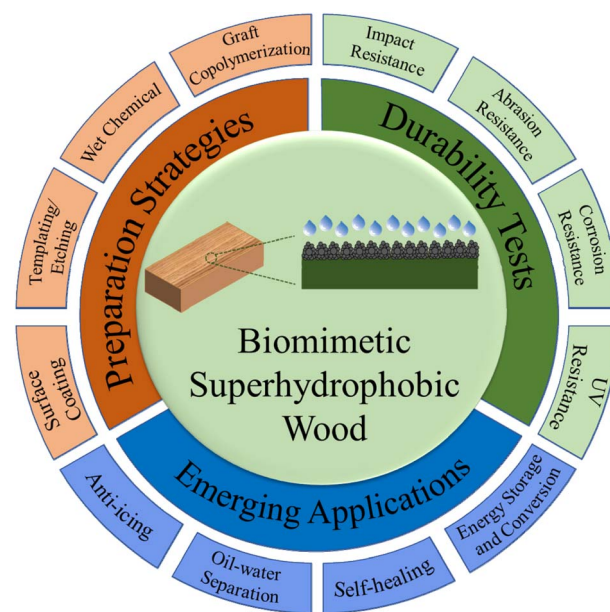 Graft
Copolymerization
Impact
Resistance
Wet Chemical
Abrasion
Resistance
Templating/
Etching
Corrosion
Resistance
Surface
Coating
UV
Resistance
Preparation Strategies
Durability Tests
Biomimetic
Superhydrophobic
Wood
Emerging Applications
Anti-icing
Oil-water
Separation
Self-healing
Energy Storage
and Conversion